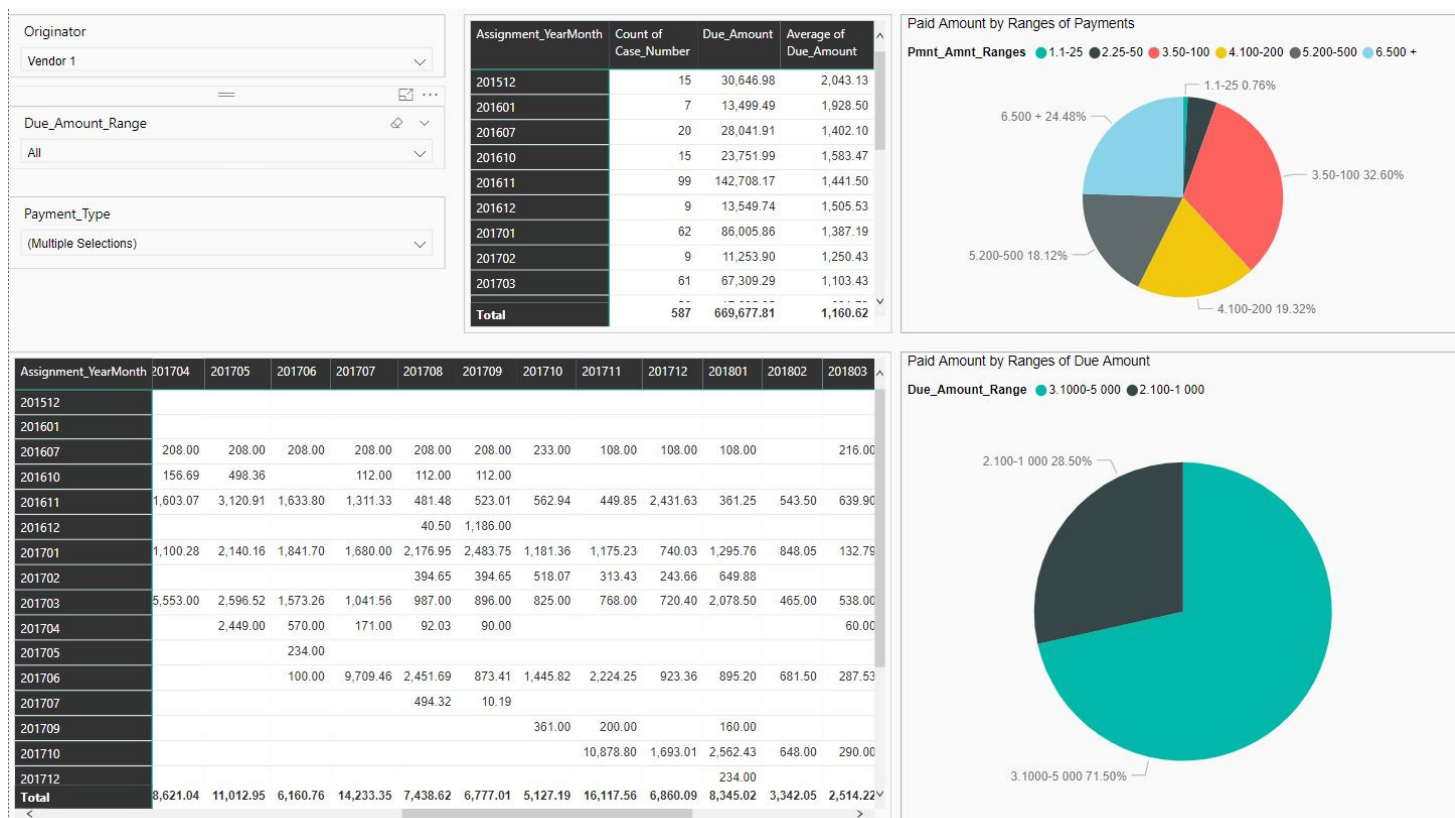 Originator
Vendor 1
Due_Amount_Range
All
Payment_Type
(Multiple Selections)
Assignment_YearMonth Count of Case_Number Due_Amount Average of Due_Amount
201512 15 30,646.98 2,043.13
201601 7 13,499.49 1,928.50
201607 20 28,041.91 1,402.10
201610 15 23,751.99 1,583.47
201611 99 142,708.17 1,441.50
201612 9 13,549.74 1,505.53
201701 62 86,005.86 1,387.19
201702 9 11,253.90 1,250.43
201703 61 67,309.29 1,103.43
Total 587 669,677.81 1,160.62
Paid Amount by Ranges of Payments
Pmnt_Amnt_Ranges 1.1-25 2.25-50 3.50-100 4.100-200 5.200-500 6.500 +
1.1-25 0.76%
6.500 + 24.48%
3.50-100 32.60%
5.200-500 18.12%
4.100-200 19.32%
Assignment_YearMonth 201704 201705 201706 201707 201708 201709 201710 201711 201712 201801 201802 201803
201512
201601
201607 208.00 208.00 208.00 208.00 208.00 208.00 233.00 108.00 108.00 108.00 216.00
201610 156.69 498.36 112.00 112.00 112.00
201611 1,603.07 3,120.91 1,633.80 1,311.33 481.48 523.01 562.94 449.85 2,431.63 361.25 543.50 639.90
201612 40.50 1,186.00
201701 1,100.28 2,140.16 1,841.70 1,680.00 2,176.95 2,483.75 1,181.36 1,175.23 740.03 1,295.76 848.05 132.79
201702 394.65 394.65 518.07 313.43 243.66 649.88
201703 5,553.00 2,596.52 1,573.26 1,041.56 987.00 896.00 825.00 768.00 720.40 2,078.50 465.00 538.00
201704 2,449.00 570.00 171.00 92.03 90.00 60.00
201705 234.00
201706 100.00 9,709.46 2,451.69 873.41 1,445.82 2,224.25 923.36 895.20 681.50 287.53
201707 494.32 10.19
201709 361.00 200.00 160.00
201710 10,878.80 1,693.01 2,562.43 648.00 290.00
201712 234.00
Total 8,621.04 11,012.95 6,160.76 14,233.35 7,438.62 6,777.01 5,127.19 16,117.56 6,860.09 8,345.02 3,342.05 2,514.22
Paid Amount by Ranges of Due Amount
Due_Amount_Range 3.1000-5 000 2.100-1 000
2.100-1 000 28.50%
3.1000-5 000 71.50%